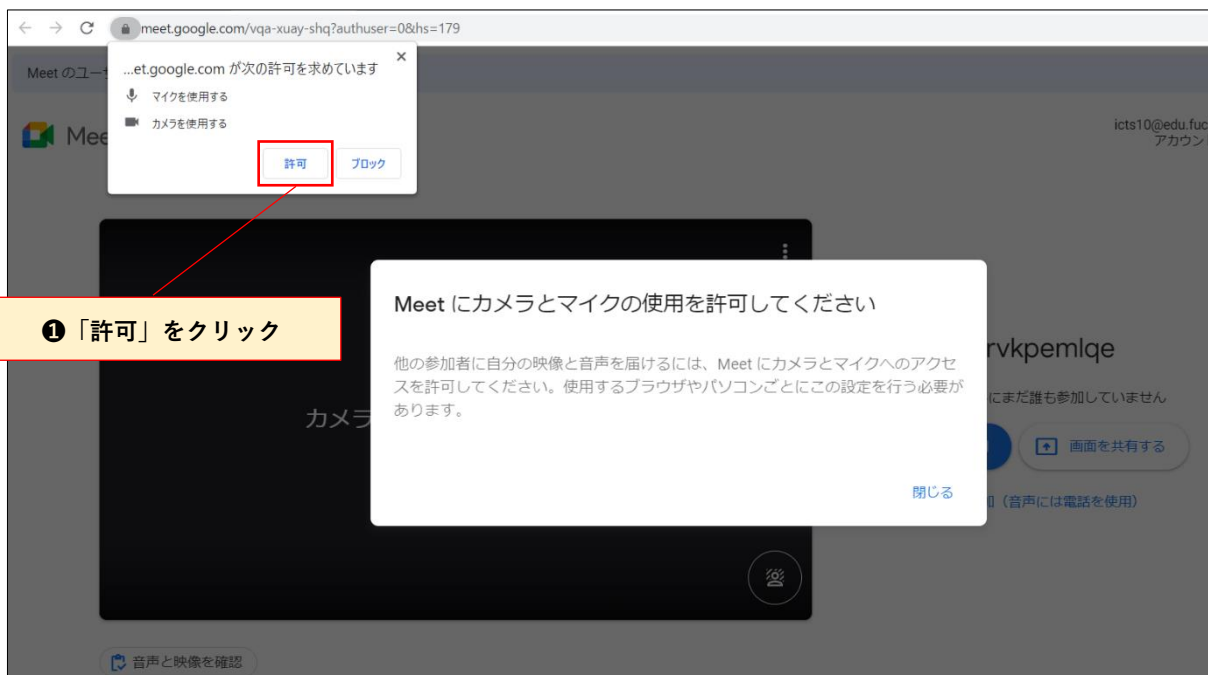 meet.google.com/vqa-xuay-shq?authuser=0&hs=179
Meet のユー
...et.google.com が次の許可を求めています
マイクを使用する
カメラを使用する
許可
ブロック
Mee
icts10@edu.fuc
アカウン
❶「許可」をクリック
Meet にカメラとマイクの使用を許可してください
他の参加者に自分の映像と音声を届けるには、Meet にカメラとマイクへのアクセ
スを許可してください。使用するブラウザやパソコンごとにこの設定を行う必要が
あります。
閉じる
カメラ
rvkpemlqe
にまだ誰も参加していません
画面を共有する
(音声には電話を使用)
音声と映像を確認